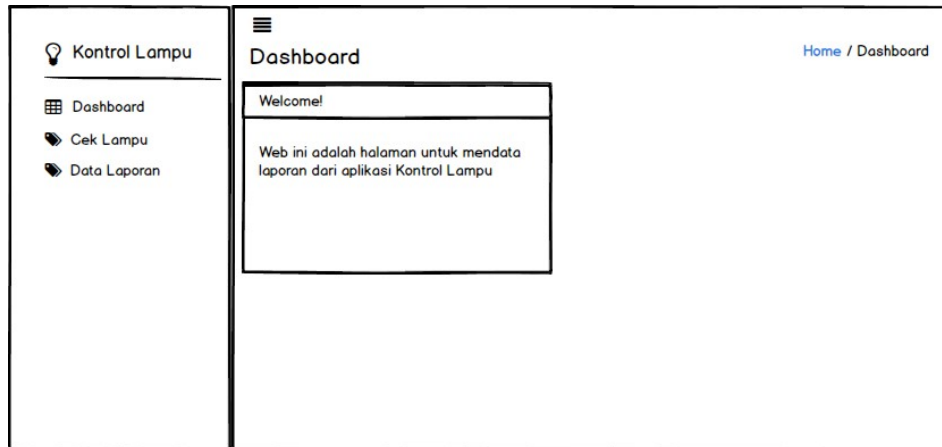 Kontrol Lampu
Dashboard
Cek Lampu
Data Laporan
Dashboard
Home / Dashboard
Welcome!
Web ini adalah halaman untuk mendata
laporan dari aplikasi Kontrol Lampu